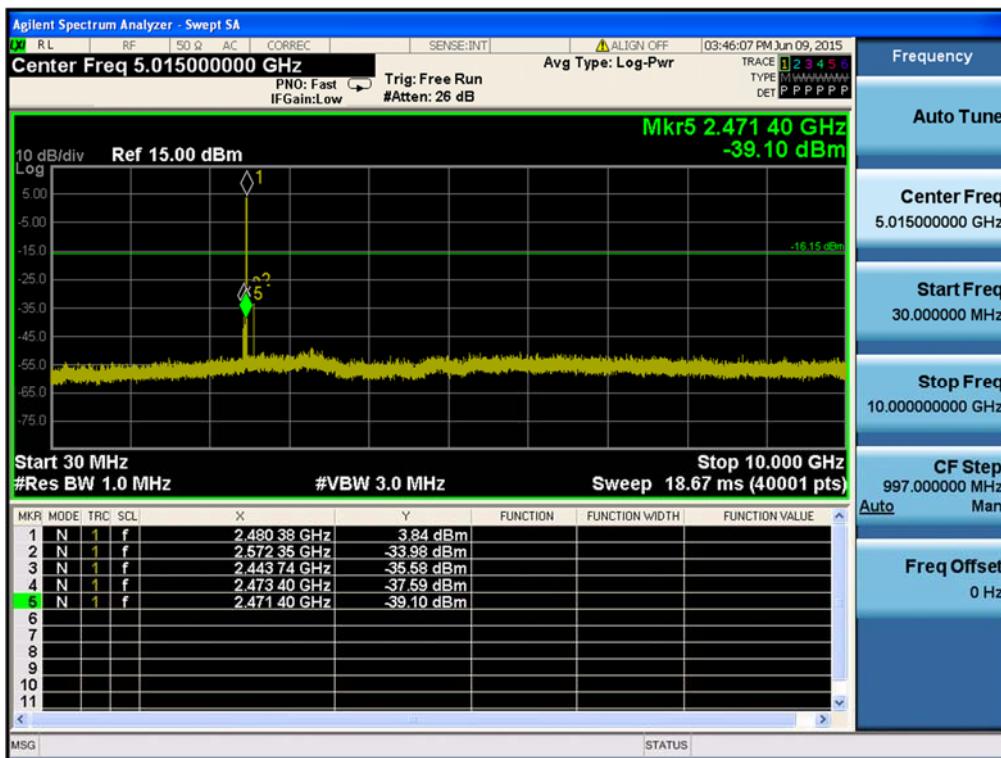 Agilent Spectrum Analyzer - Swept SA
LXI RL RF 50 Ω AC CORREC SENSE:INT ALIGN OFF 03:46:07 PM Jun 09, 2015
Center Freq 5.015000000 GHz
PNO: Fast
IFGain:Low
Trig: Free Run
#Atten: 26 dB
Avg Type: Log-Pwr
TRACE 1 2 3 4 5 6
TYPE M WWWWW
DET P P P P P P
Mkr5 2.471 40 GHz
-39.10 dBm
10 dB/div Ref 15.00 dBm
Log
1
5.00
-5.00
-15.0
-16.15 dBm
-25.0
5
-35.0
-45.0
-55.0
-65.0
-75.0
Start 30 MHz Stop 10.000 GHz
#Res BW 1.0 MHz #VBW 3.0 MHz Sweep 18.67 ms (40001 pts)
MKR MODE TRC SCL X Y FUNCTION FUNCTION WIDTH FUNCTION VALUE
1 N 1 f 2.480 38 GHz 3.84 dBm
2 N 1 f 2.572 35 GHz -33.98 dBm
3 N 1 f 2.443 74 GHz -35.58 dBm
4 N 1 f 2.473 40 GHz -37.59 dBm
5 N 1 f 2.471 40 GHz -39.10 dBm
6
7
8
9
10
11
MSG STATUS
Frequency
Auto Tune
Center Freq
5.015000000 GHz
Start Freq
30.000000 MHz
Stop Freq
10.000000000 GHz
CF Step
997.000000 MHz
Auto Man
Freq Offset
0 Hz